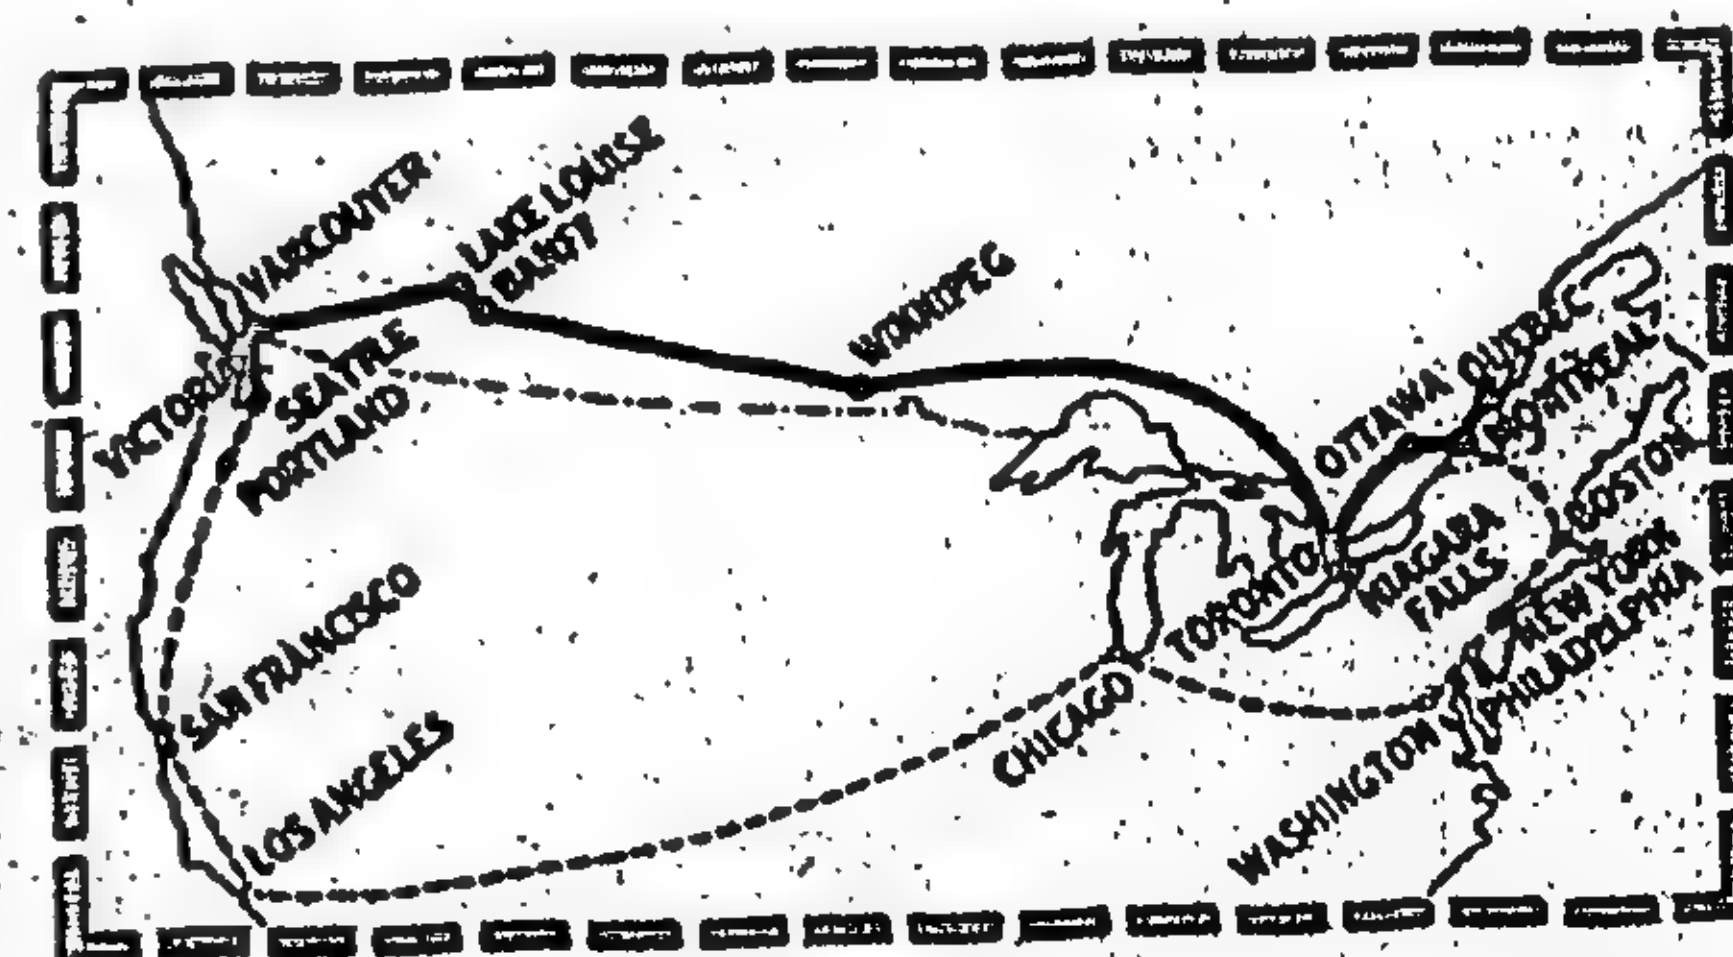 VANCOUVER
LAKE LOUISE
BANFF
WINNIPEG
VICTORIA
SEATTLE
PORTLAND
OTTAWA
QUEBEC
MONTREAL
BOSTON
NEW YORK
PHILADELPHIA
NIAGARA
FALLS
TORONTO
CHICAGO
WASHINGTON
SAN FRANCISCO
LOS ANGELES